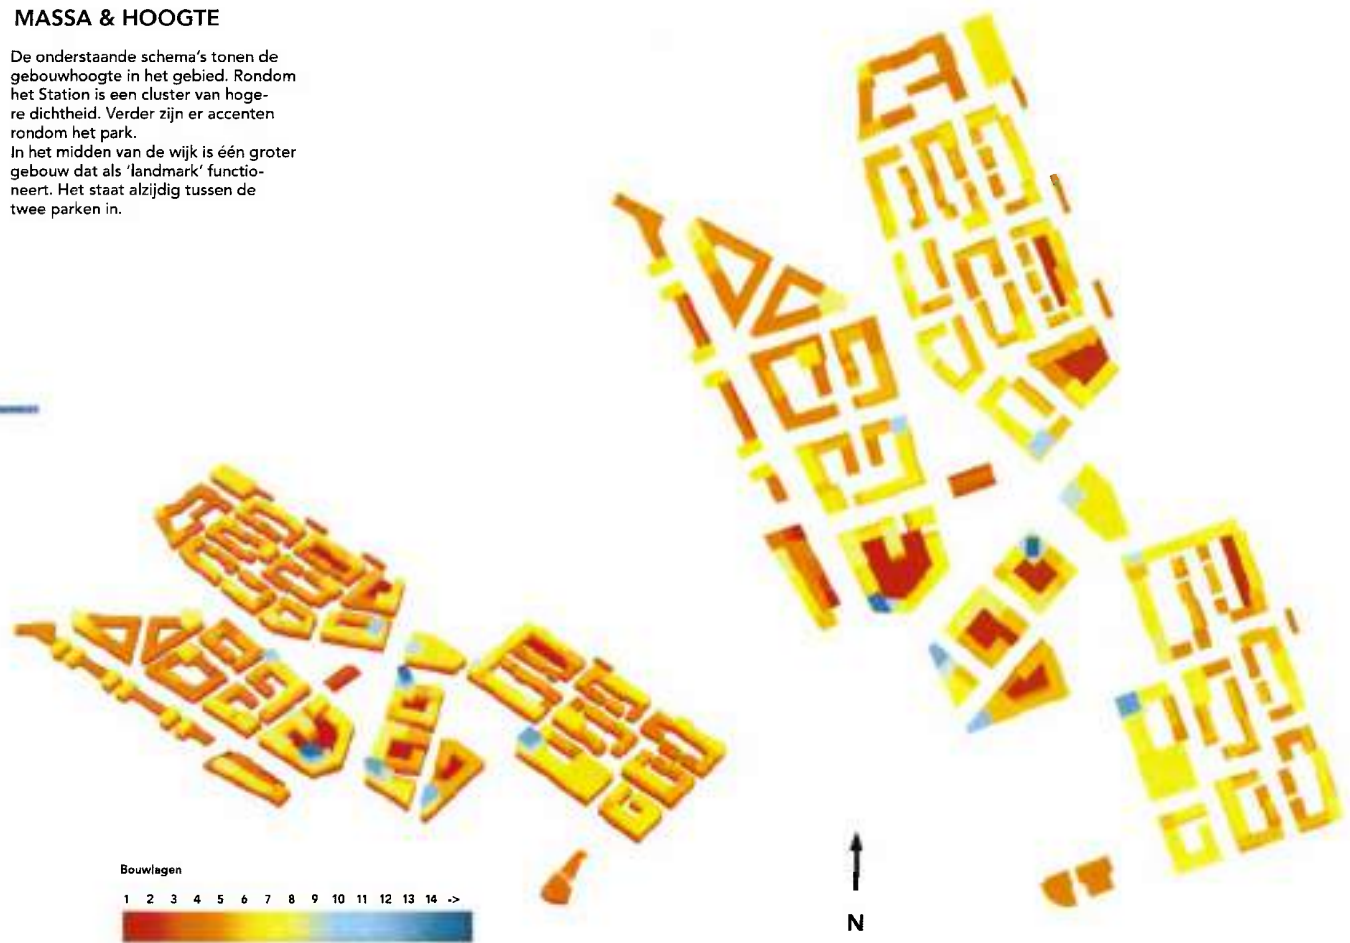 MASSA & HOOGTE
De onderstaande schema's tonen de
gebouwhoogte in het gebied. Rondom
het Station is een cluster van hoge-
re dichtheid. Verder zijn er accenten
rondom het park.
In het midden van de wijk is één groter
gebouw dat als 'landmark' functio-
neert. Het staat alzijdig tussen de
twee parken in.
Bouwlagen
1 2 3 4 5 6 7 8 9 10 11 12 13 14 ->
N